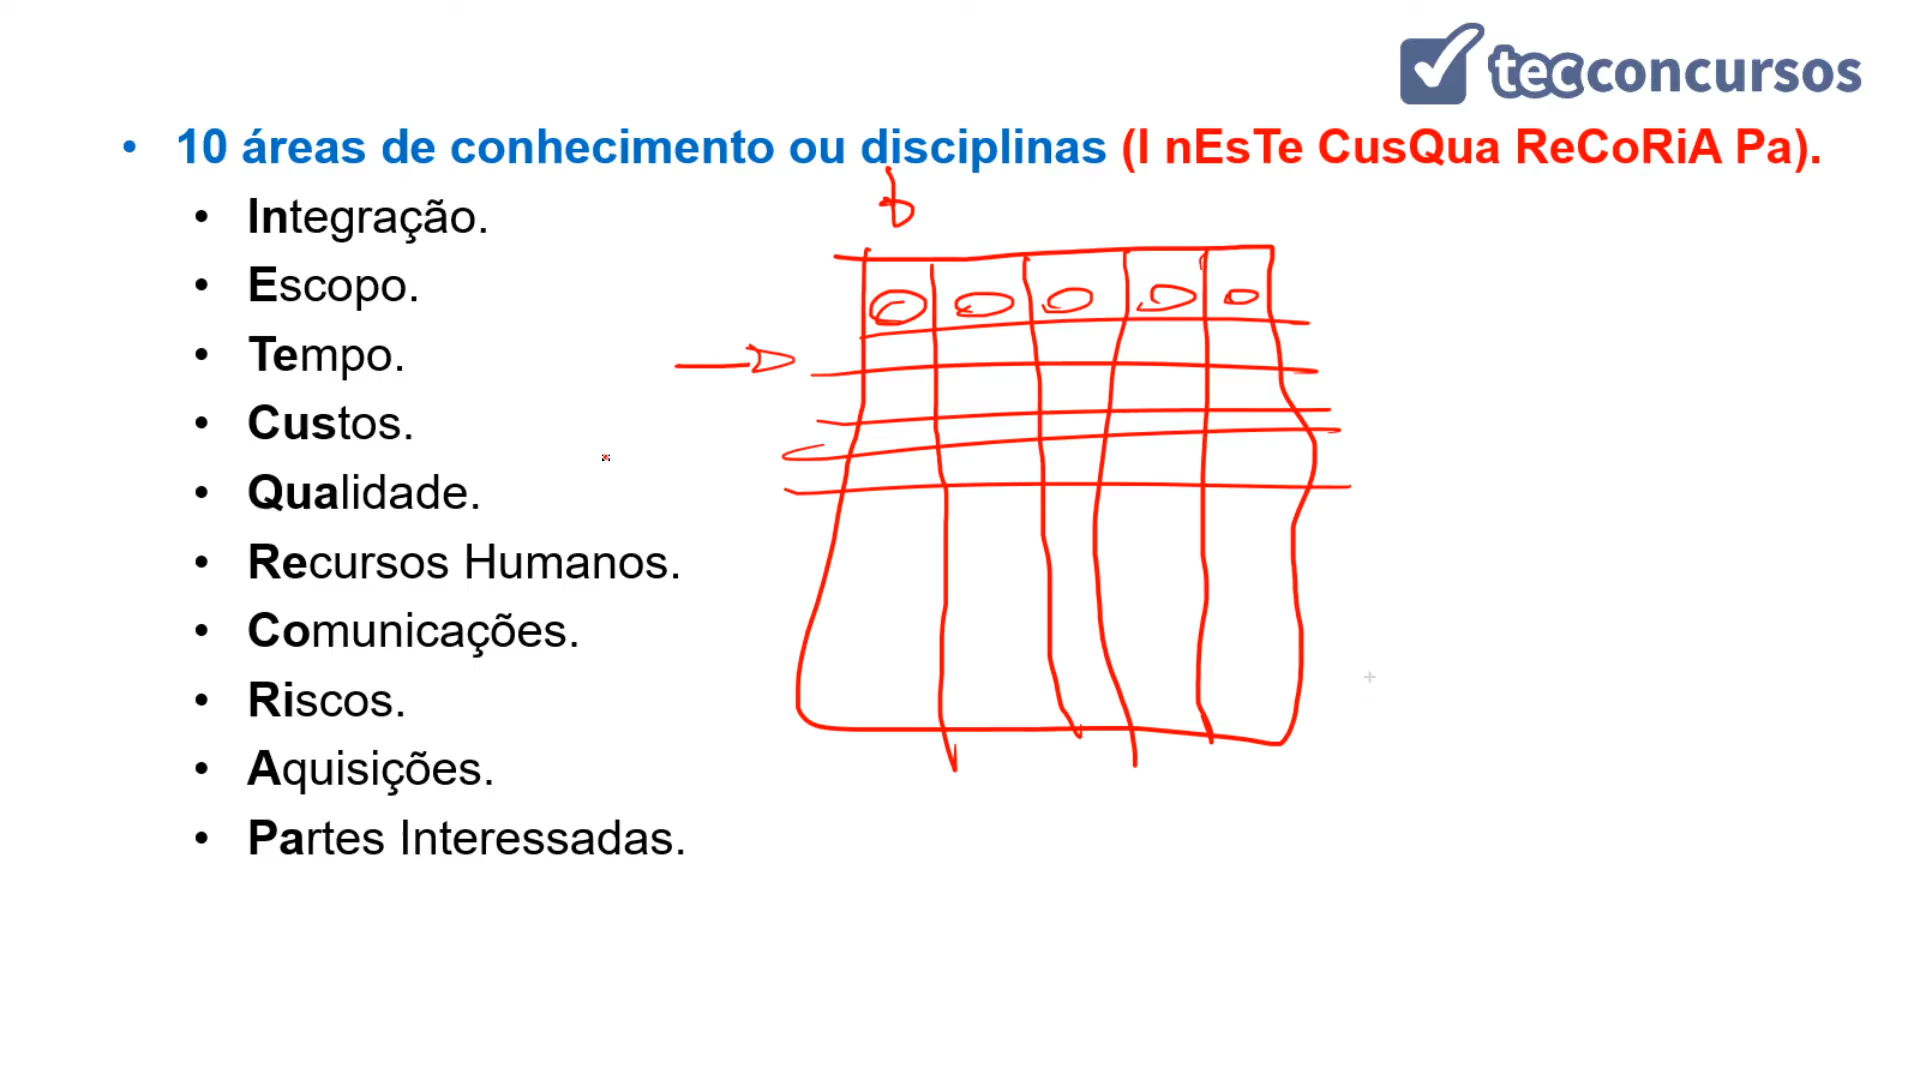 tecconcursos
• 10 áreas de conhecimento ou disciplinas (I nEsTe CusQua ReCoRiA Pa).
• Integração.
• Escopo.
• Tempo.
• Custos.
• Qualidade.
• Recursos Humanos.
• Comunicações.
• Riscos.
• Aquisições.
• Partes Interessadas.